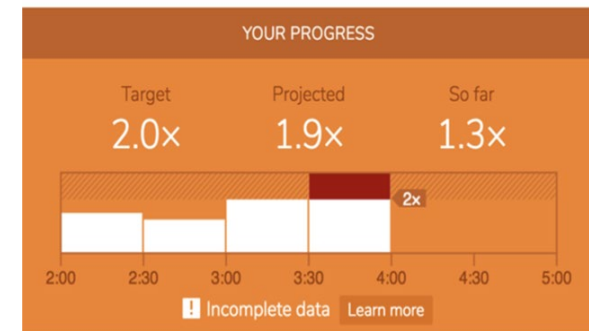 YOUR PROGRESS
Target Projected So far
2.0× 1.9× 1.3×
2x
2:00 2:30 3:00 3:30 4:00 4:30 5:00
! Incomplete data Learn more